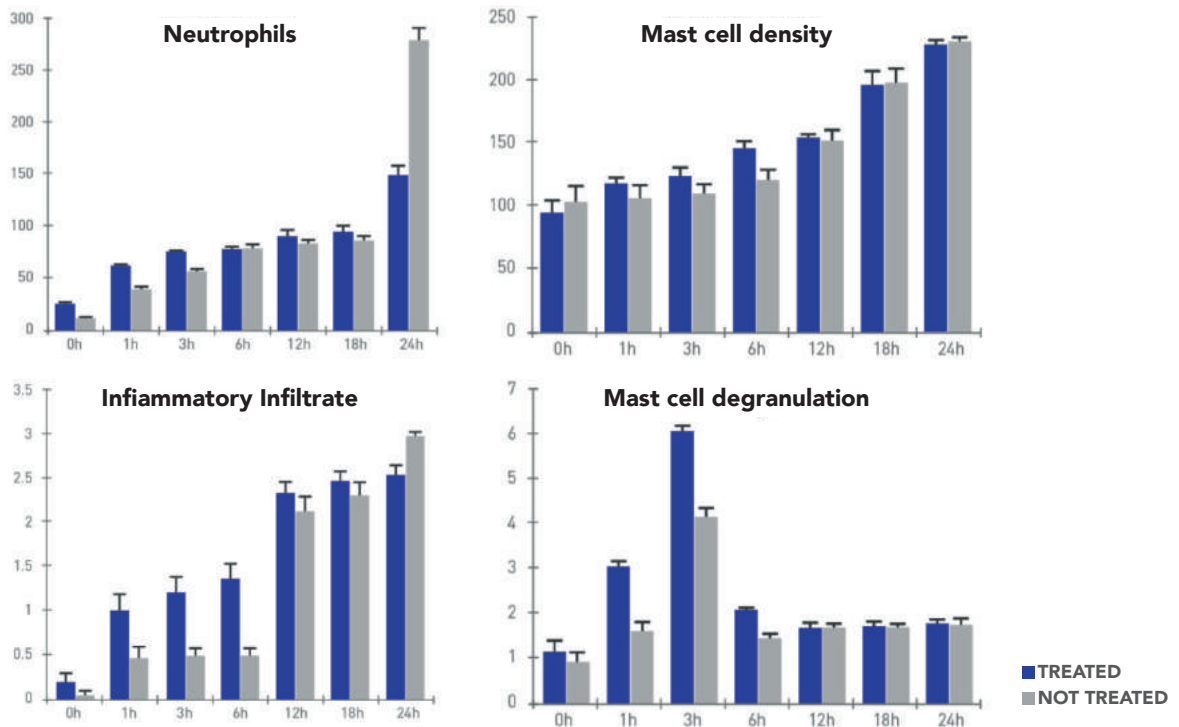 Neutrophils
300
250
200
150
100
50
0
0h 1h 3h 6h 12h 18h 24h
Mast cell density
250
200
150
100
50
0
0h 1h 3h 6h 12h 18h 24h
Infiammatory Infiltrate
3.5
3
2.5
2
1.5
1
0.5
0
0h 1h 3h 6h 12h 18h 24h
Mast cell degranulation
7
6
5
4
3
2
1
0
0h 1h 3h 6h 12h 18h 24h
TREATED
NOT TREATED